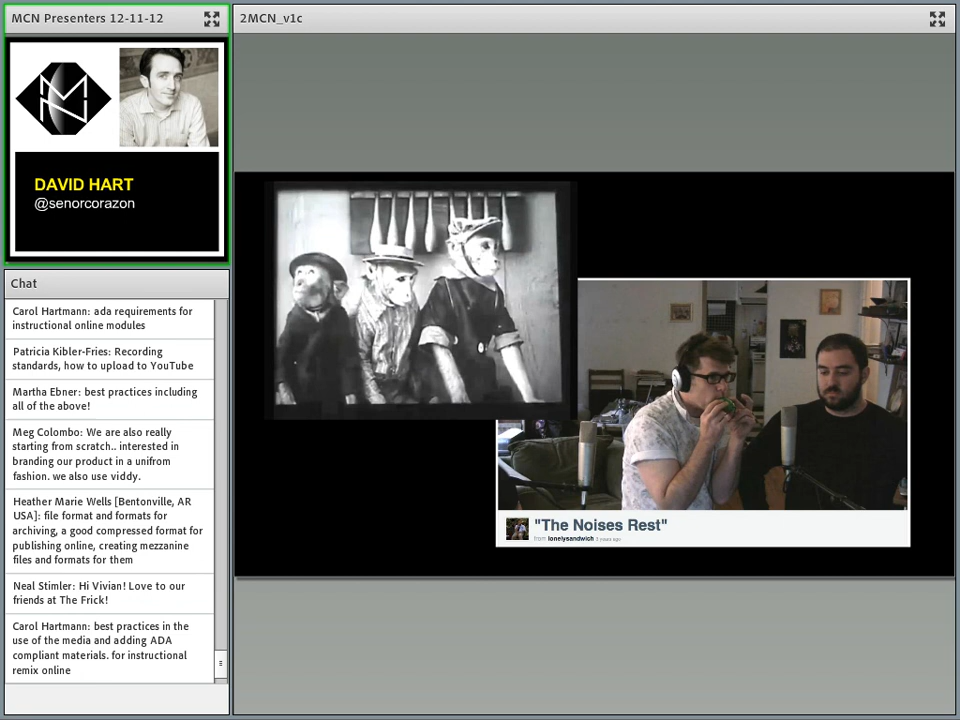 MCN Presenters 12-11-12
DAVID HART
@senorcorazon
Chat
Carol Hartmann: ada requirements for
instructional online modules
Patricia Kibler-Fries: Recording
standards, how to upload to YouTube
Martha Ebner: best practices including
all of the above!
Meg Colombo: We are also really
starting from scratch.. interested in
branding our product in a unifrom
fashion. we also use viddy.
Heather Marie Wells [Bentonville, AR
USA]: file format and formats for
archiving, a good compressed format for
publishing online, creating mezzanine
files and formats for them
Neal Stimler: Hi Vivian! Love to our
friends at The Frick!
Carol Hartmann: best practices in the
use of the media and adding ADA
compliant materials. for instructional
remix online
2MCN_v1c
"The Noises Rest"
from lonelysandwich 3 years ago